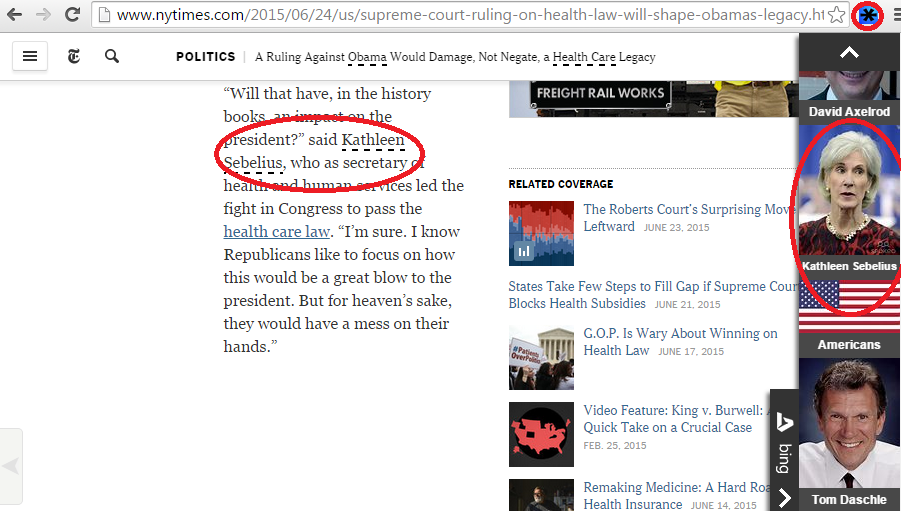 www.nytimes.com/2015/06/24/us/supreme-court-ruling-on-health-law-will-shape-obamas-legacy.ht
POLITICS | A Ruling Against Obama Would Damage, Not Negate, a Health Care Legacy
“Will that have, in the history
books, an impact on the
president?” said Kathleen
Sebelius, who as secretary of
health and human services led the
fight in Congress to pass the
health care law. “I’m sure. I know
Republicans like to focus on how
this would be a great blow to the
president. But for heaven’s sake,
they would have a mess on their
hands.”
FREIGHT RAIL WORKS
RELATED COVERAGE
The Roberts Court’s Surprising Move
Leftward JUNE 23, 2015
States Take Few Steps to Fill Gap if Supreme Cour
Blocks Health Subsidies JUNE 21, 2015
#Patients
OverPolitics
G.O.P. Is Wary About Winning on
Health Law JUNE 17, 2015
Video Feature: King v. Burwell: A
Quick Take on a Crucial Case
FEB. 25, 2015
Remaking Medicine: A Hard Roa
Health Insurance JUNE 14, 2015
David Axelrod
Kathleen Sebelius
Americans
Tom Daschle
bing